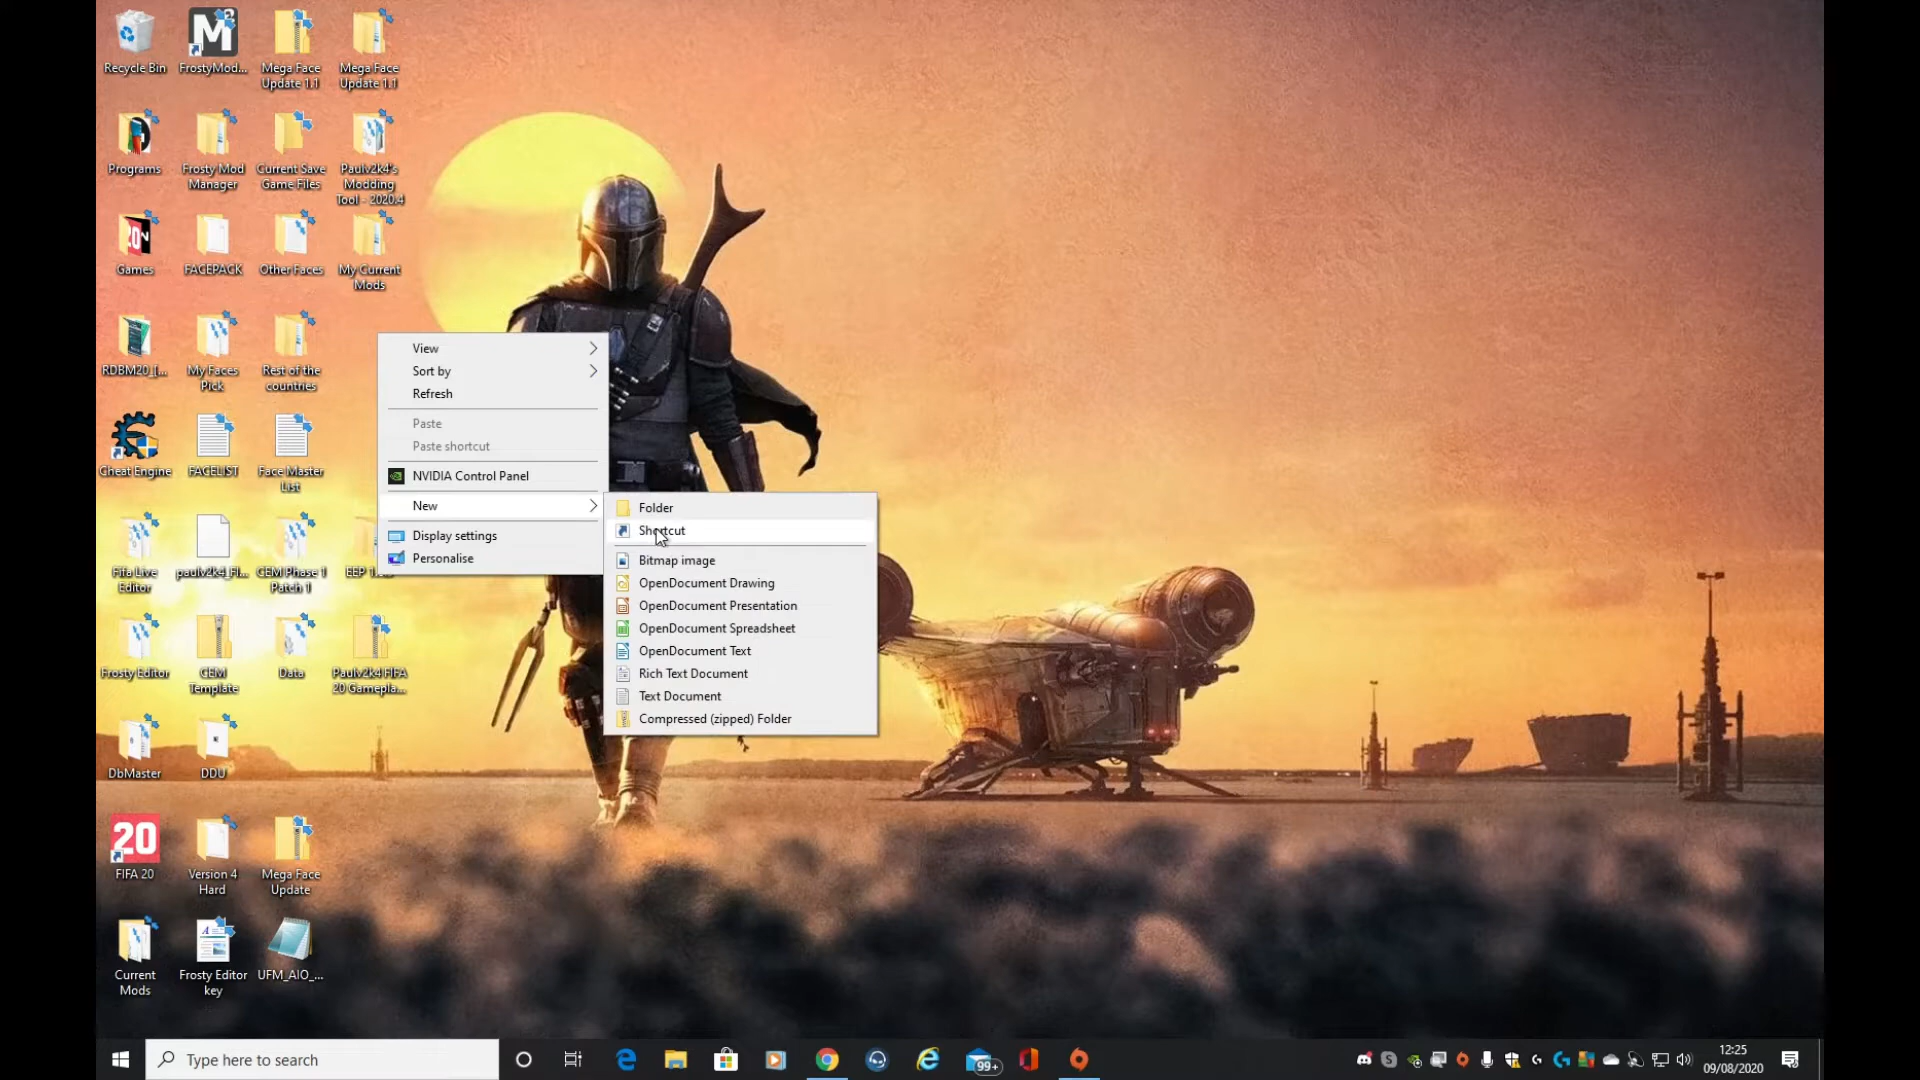 Recycle Bin
FrostyMod...
Mega Face
Update 1.1
Mega Face
Update 1.1
Programs
Frosty Mod
Manager
Current Save
Game Files
Paulv2k4's
Modding
Tool - 2020.4
Games
FACEPACK
Other Faces
My Current
Mods
RDBM20_[...
My Faces
Pick
Rest of the
countries
Cheat Engine
FACELIST
Face Master
List
Fifa Live
Editor
paulv2k4_FI...
CEM Phase 1
Patch 1
Frosty Editor
CEM
Template
Data
Paulv2k4 FIFA
20 Gamepla...
DbMaster
DDU
20
FIFA 20
Version 4
Hard
Mega Face
Update
Current
Mods
Frosty Editor
key
UFM_AIO_...
View
Sort by
Refresh
Paste
Paste shortcut
NVIDIA Control Panel
New
Display settings
Personalise
Folder
Shortcut
Bitmap image
OpenDocument Drawing
OpenDocument Presentation
OpenDocument Spreadsheet
OpenDocument Text
Rich Text Document
Text Document
Compressed (zipped) Folder
Type here to search
99+
12:25
09/08/2020